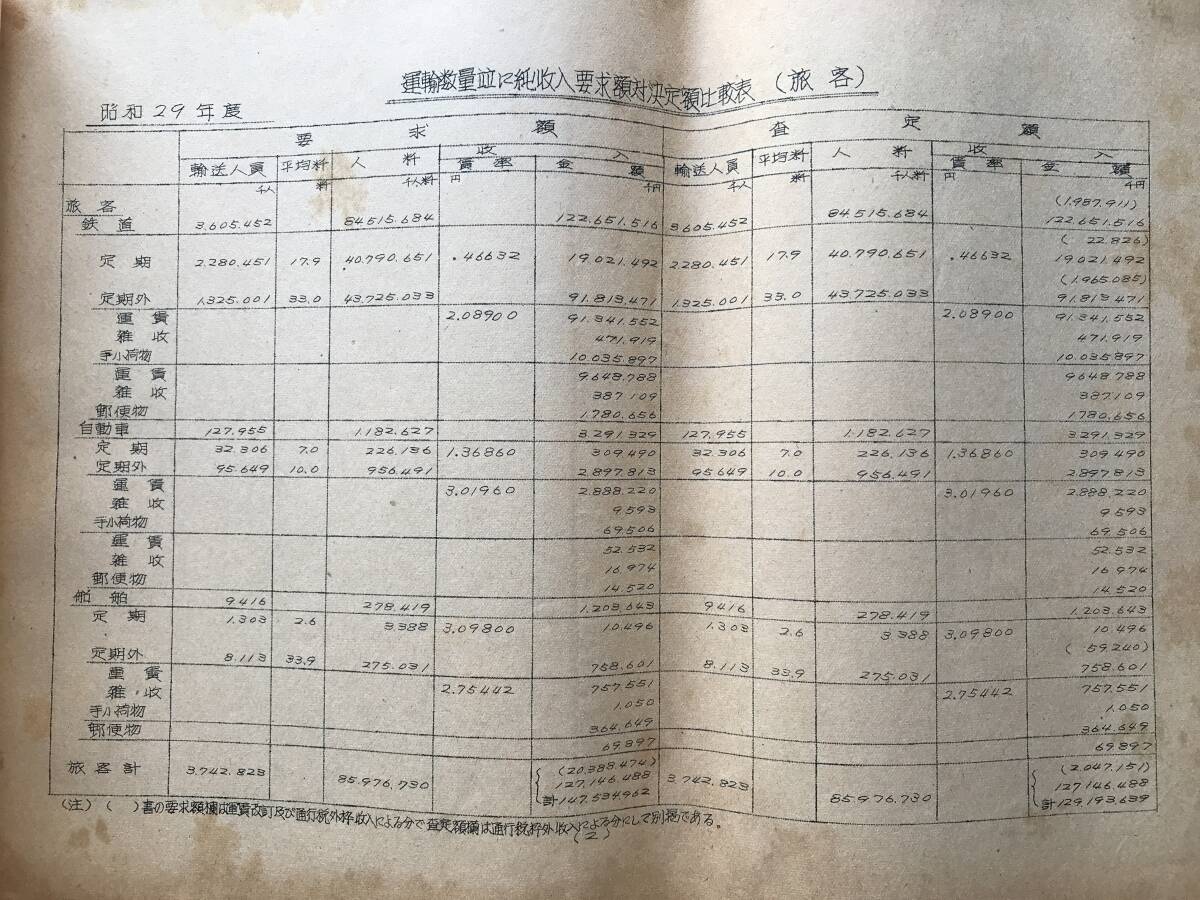 運輸数量並に純収入要求額対決定額比較表 (旅 客)
昭和 29 年度
要 求 額 査 定 額
輸送人員 平均粁 人 粁 收 入 輸送人員 平均粁 人 粁 收 入
賃率 金 額 賃率 金 額
千人 粁 千人粁 円 千円 千人 粁 千人粁 円 千円
旅 客 (1,987,911)
鉄 道 3,605,452 84,515,684 122,651,516 3,605,452 84,515,684 122,651,516
(22,826)
定 期 2,280,451 17.9 40,790,651 .46632 19,021,492 2,280,451 17.9 40,790,651 .46632 19,021,492
(1,965,085)
定期外 1,325,001 33.0 43,725,033 91,813,471 1,325,001 33.0 43,725,033 91,813,471
運 賃 2.08900 91,341,552 2.08900 91,341,552
雑 收 471,919 471,919
手小荷物 10,035,897 10,035,897
運 賃 9,648,788 9,648,788
雑 收 387,109 387,109
郵便物 1,780,656 1,780,656
自動車 127,955 1,182,627 3,291,329 127,955 1,182,627 3,291,329
定 期 32,306 7.0 226,136 1.36860 309,490 32,306 7.0 226,136 1.36860 309,490
定期外 95,649 10.0 956,491 2,897,813 95,649 10.0 956,491 2,897,813
運 賃 3.01960 2,888,220 3.01960 2,888,220
雑 收 9,593 9,593
手小荷物 69,506 69,506
運 賃 52,532 52,532
雑 收 16,974 16,974
郵便物 14,520 14,520
船 舶 9,416 278,419 1,203,643 9,416 278,419 1,203,643
定 期 1,303 2.6 3,388 3.09800 10,496 1,303 2.6 3,388 3.09800 10,496
(59,240)
定期外 8,113 33.9 275,031 758,601 8,113 33.9 275,031 758,601
運 賃 2.75442 757,551 2.75442 757,551
雑 收 1,050 1,050
手小荷物 364,649 364,649
郵便物 69,897 69,897
旅客計 3,742,823 85,976,730 (20,388,474) 3,742,823 85,976,730 (2,047,151)
127,146,488 127,146,488
計147,534,962 計129,193,639
(注) ( )書の要求額欄は運賃改訂及び通行税外枠收入による分で査定額欄は通行税枠外收入による分にして別掲である。
(2)